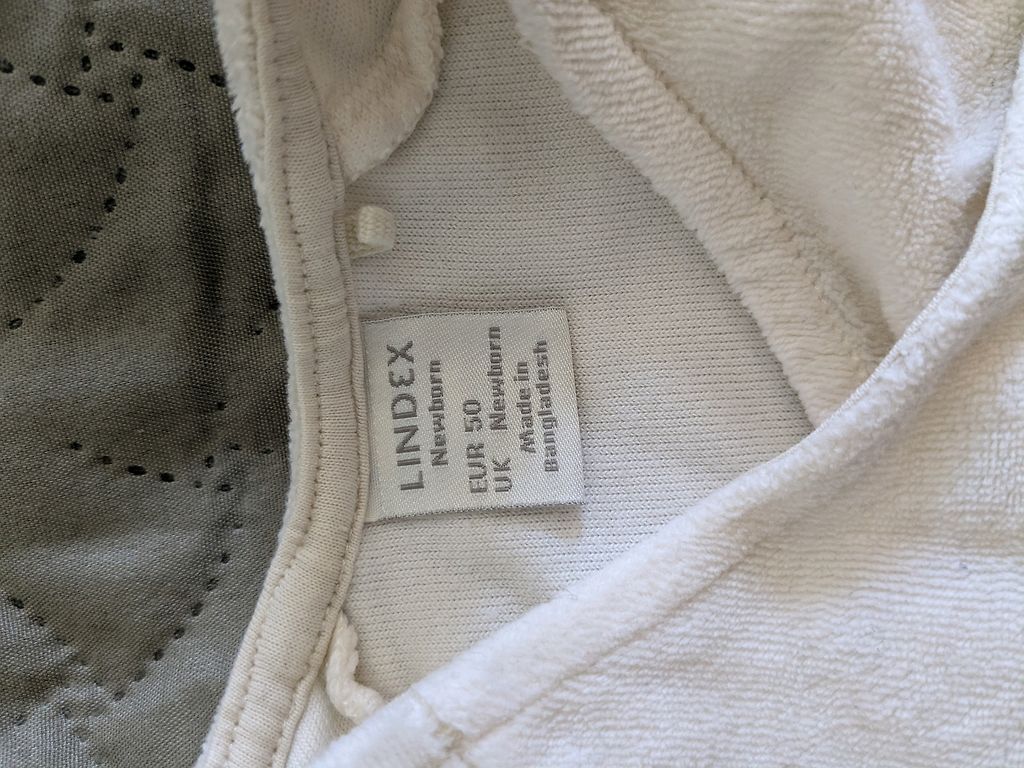 LINDEX
Newborn
EUR 50
UK Newborn
Made in
Bangladesh